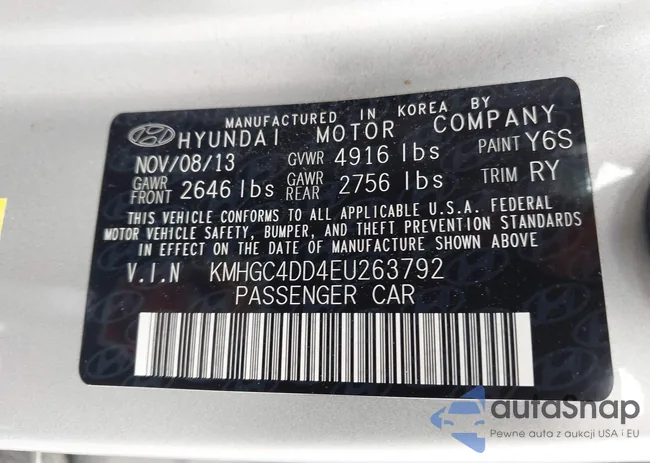 MANUFACTURED IN KOREA BY
HYUNDAI MOTOR COMPANY
NOV/08/13 GVWR 4916 lbs PAINT Y6S
GAWR FRONT 2646 lbs GAWR REAR 2756 lbs TRIM RY
THIS VEHICLE CONFORMS TO ALL APPLICABLE U.S.A. FEDERAL
MOTOR VEHICLE SAFETY, BUMPER, AND THEFT PREVENTION STANDARDS
IN EFFECT ON THE DATE OF MANUFACTURE SHOWN ABOVE.
V.I.N KMHGC4DD4EU263792
PASSENGER CAR
autoSnap
Pewne auta z aukcji USA i EU